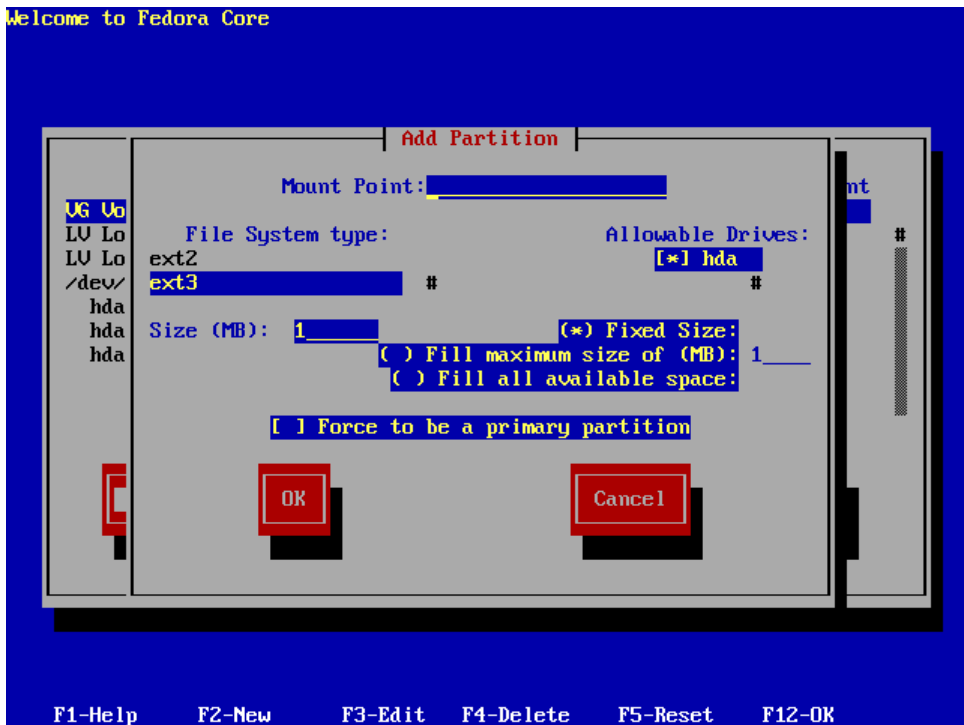 Welcome to Fedora Core
Add Partition
Mount Point:
nt
VG Vo
LV Lo File System type: Allowable Drives: #
LV Lo ext2 [*] hda
/dev/ ext3 # #
hda
hda Size (MB): 1 (*) Fixed Size:
hda ( ) Fill maximum size of (MB): 1
( ) Fill all available space:
[ ] Force to be a primary partition
OK Cancel
F1-Help F2-New F3-Edit F4-Delete F5-Reset F12-OK